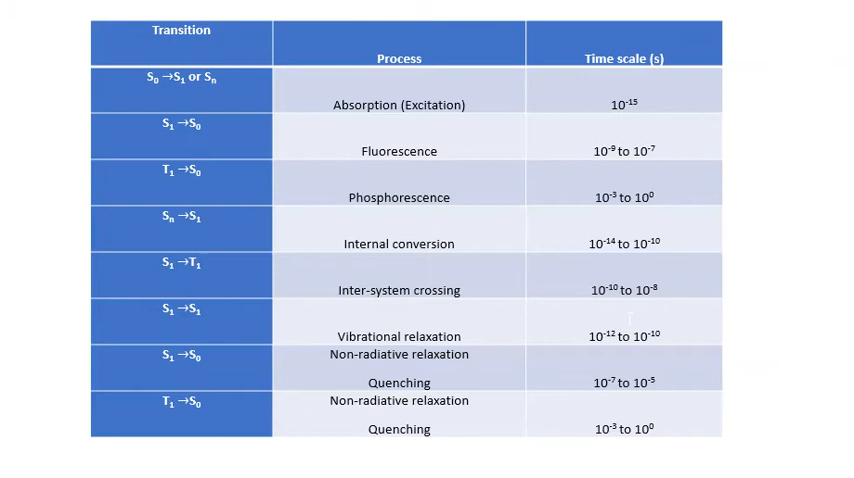 Transition
Process
Time scale (s)
S₀ →S₁ or Sₙ
Absorption (Excitation)
10⁻¹⁵
S₁ →S₀
Fluorescence
10⁻⁹ to 10⁻⁷
T₁ →S₀
Phosphorescence
10⁻³ to 10⁰
Sₙ →S₁
Internal conversion
10⁻¹⁴ to 10⁻¹⁰
S₁ →T₁
Inter-system crossing
10⁻¹⁰ to 10⁻⁸
S₁ →S₁
Vibrational relaxation
10⁻¹² to 10⁻¹⁰
S₁ →S₀
Non-radiative relaxation
Quenching
10⁻⁷ to 10⁻⁵
T₁ →S₀
Non-radiative relaxation
Quenching
10⁻³ to 10⁰